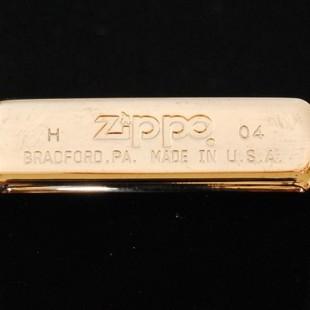 H zippo 04
BRADFORD, PA. MADE IN U.S.A.